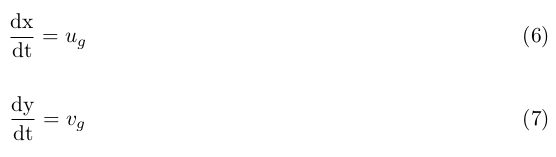 dx/dt = u_g (6)
dy/dt = v_g (7)